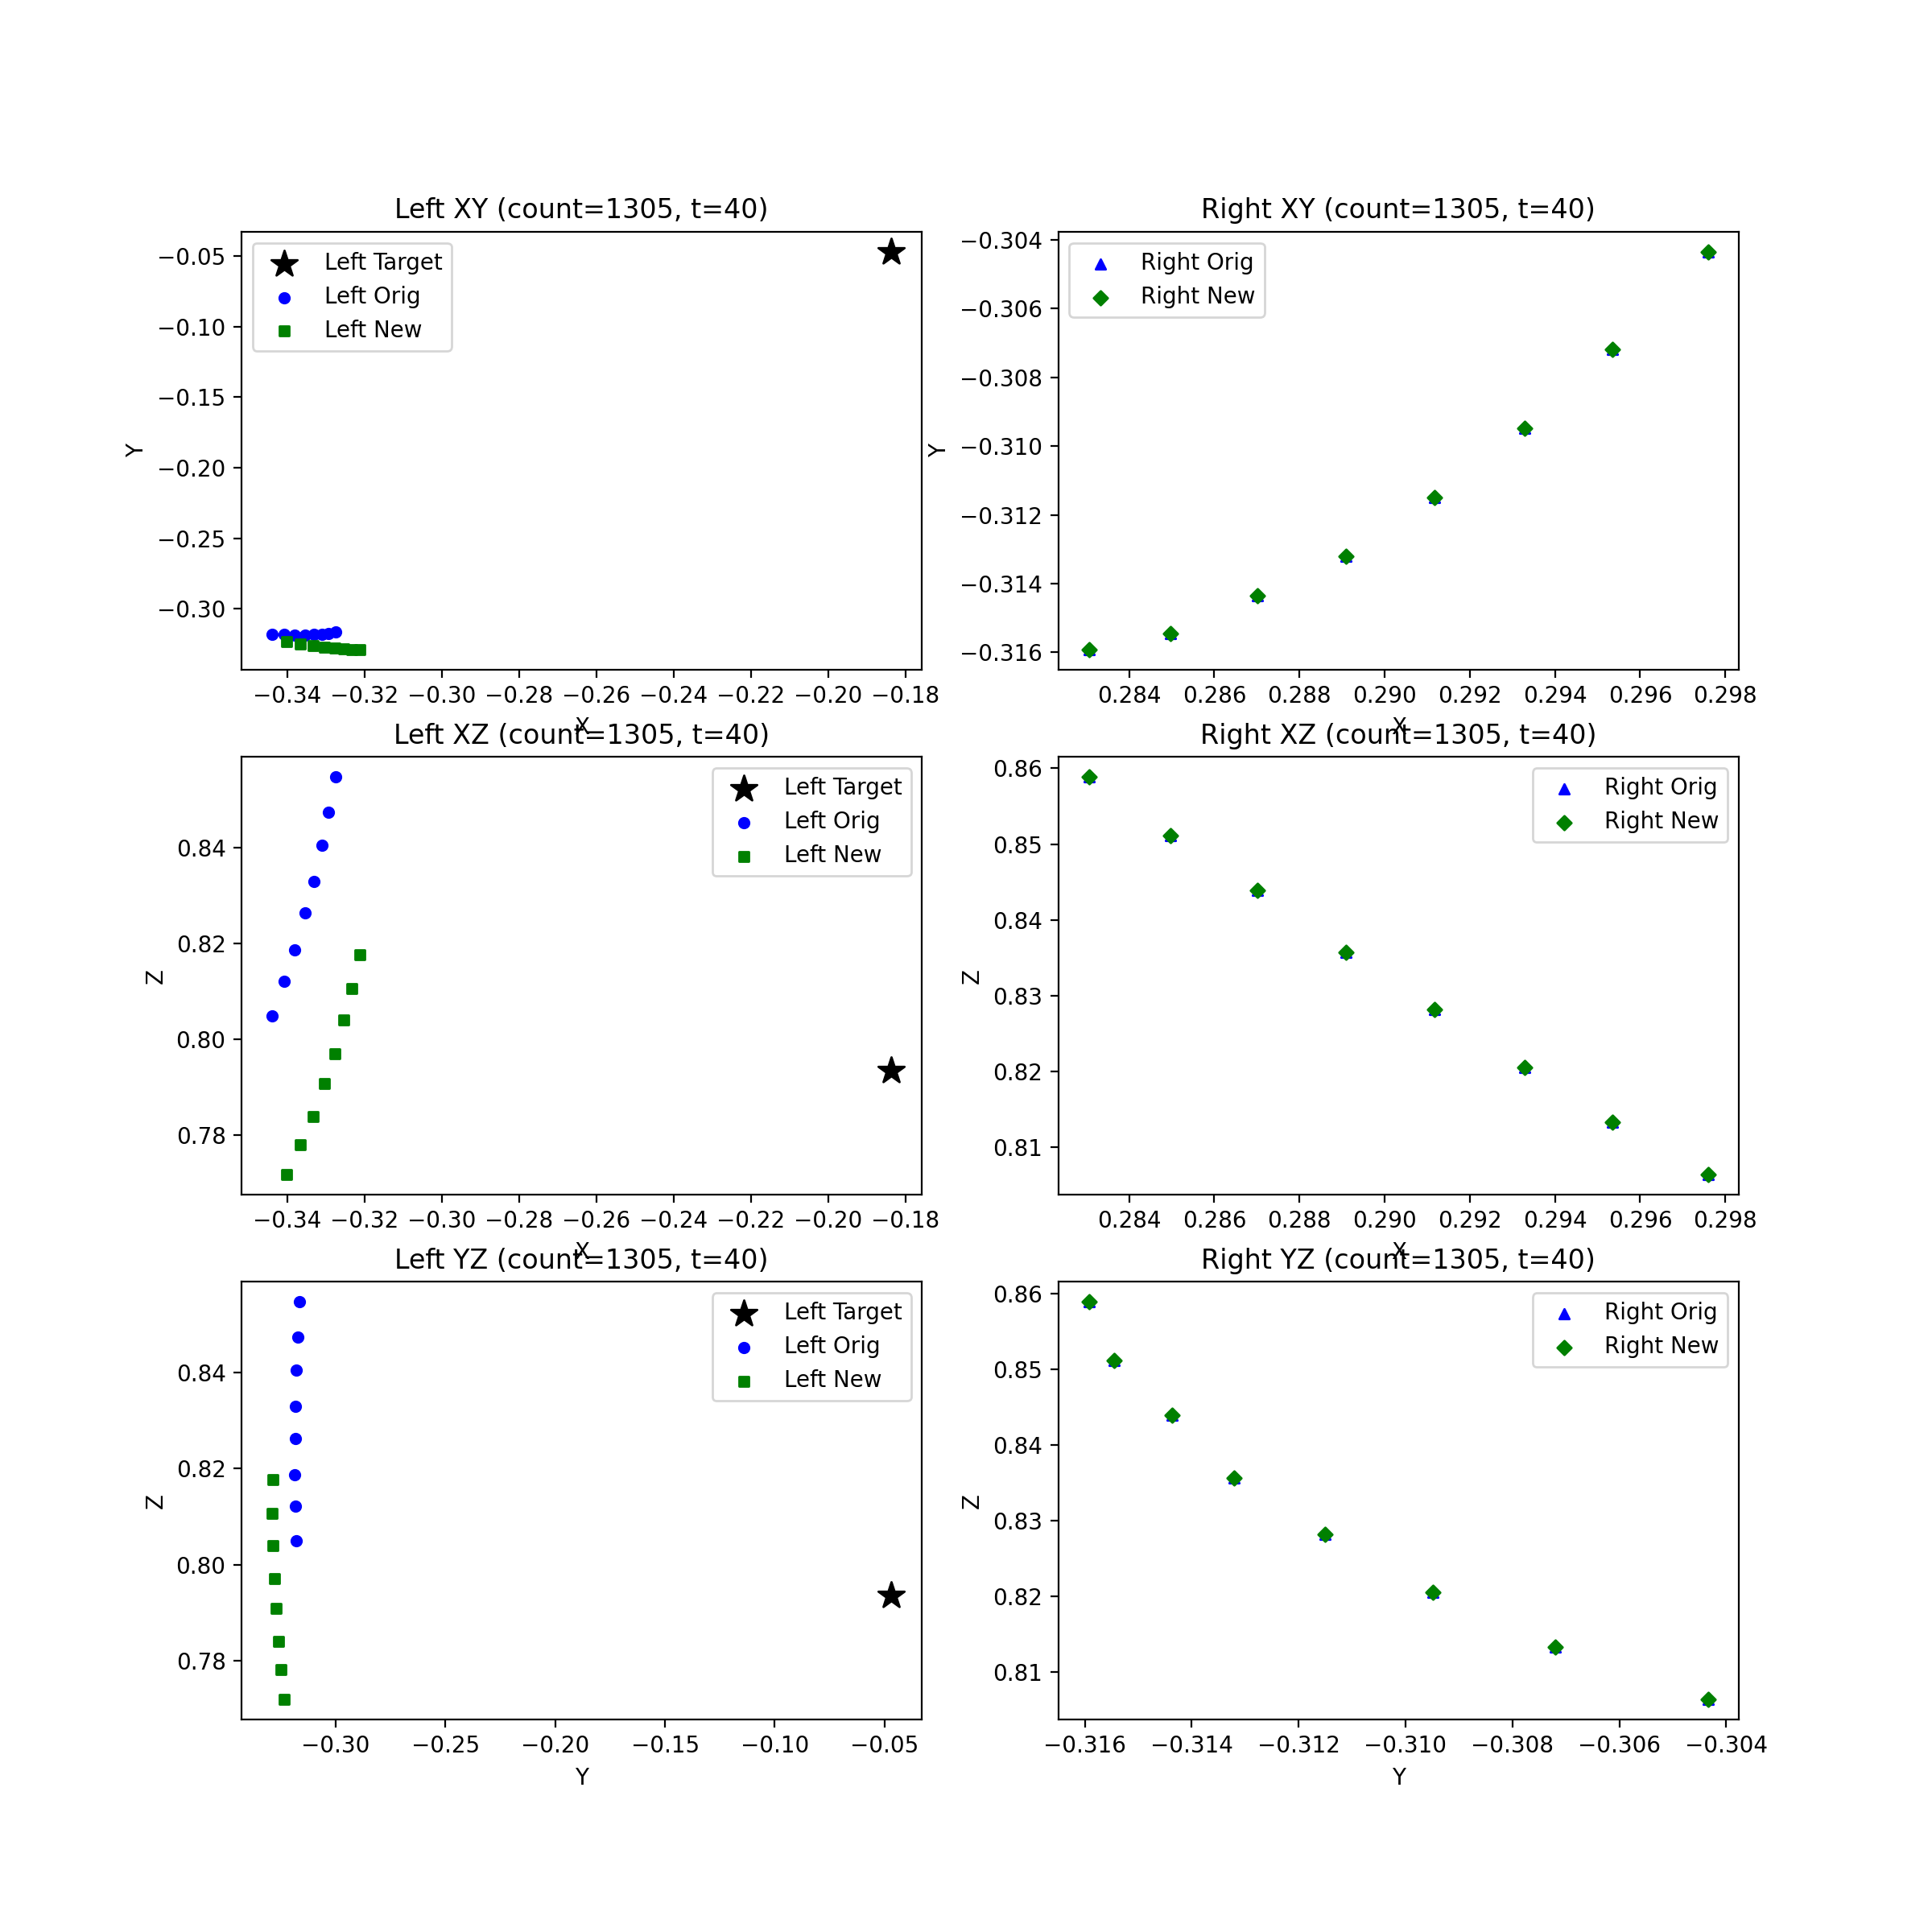 Left XY (count=1305, t=40)
Left Target
Left Orig
Left New
−0.05
−0.10
−0.15
−0.20
−0.25
−0.30
Y
−0.34 −0.32 −0.30 −0.28 −0.26 −0.24 −0.22 −0.20 −0.18
X
Right XY (count=1305, t=40)
Right Orig
Right New
−0.304
−0.306
−0.308
−0.310
−0.312
−0.314
−0.316
Y
0.284 0.286 0.288 0.290 0.292 0.294 0.296 0.298
X
Left XZ (count=1305, t=40)
Left Target
Left Orig
Left New
0.84
0.82
0.80
0.78
Z
−0.34 −0.32 −0.30 −0.28 −0.26 −0.24 −0.22 −0.20 −0.18
X
Right XZ (count=1305, t=40)
Right Orig
Right New
0.86
0.85
0.84
0.83
0.82
0.81
Z
0.284 0.286 0.288 0.290 0.292 0.294 0.296 0.298
X
Left YZ (count=1305, t=40)
Left Target
Left Orig
Left New
0.84
0.82
0.80
0.78
Z
−0.30 −0.25 −0.20 −0.15 −0.10 −0.05
Y
Right YZ (count=1305, t=40)
Right Orig
Right New
0.86
0.85
0.84
0.83
0.82
0.81
Z
−0.316 −0.314 −0.312 −0.310 −0.308 −0.306 −0.304
Y